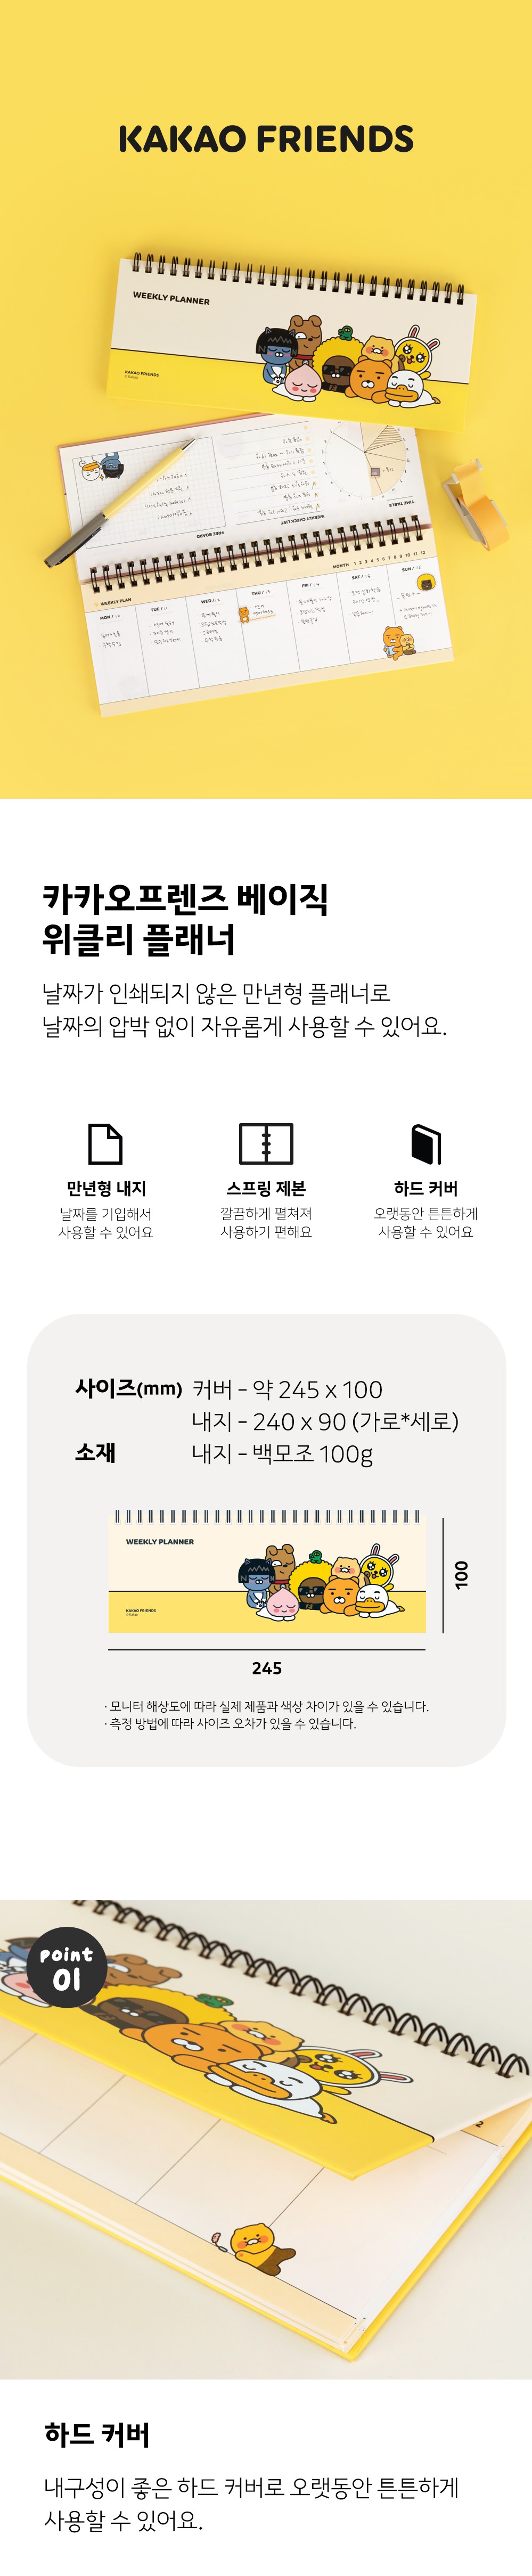 KAKAO FRIENDS
WEEKLY PLANNER
KAKAO FRIENDS
FREE BOARD
WEEKLY CHECK LIST
TIME TABLE
MONTH 1 2 3 4 5 6 7 8 9 10 11 12
WEEKLY PLAN
MON / TUE / WED / THU / FRI / SAT / SUN /
카카오프렌즈 베이직
위클리 플래너
날짜가 인쇄되지 않은 만년형 플래너로
날짜의 압박 없이 자유롭게 사용할 수 있어요.
만년형 내지
날짜를 기입해서
사용할 수 있어요
스프링 제본
깔끔하게 펼쳐져
사용하기 편해요
하드 커버
오랫동안 튼튼하게
사용할 수 있어요
사이즈(mm) 커버 - 약 245 x 100
내지 - 240 x 90 (가로*세로)
소재 내지 - 백모조 100g
WEEKLY PLANNER
KAKAO FRIENDS
100
245
· 모니터 해상도에 따라 실제 제품과 색상 차이가 있을 수 있습니다.
· 측정 방법에 따라 사이즈 오차가 있을 수 있습니다.
point
01
하드 커버
내구성이 좋은 하드 커버로 오랫동안 튼튼하게
사용할 수 있어요.